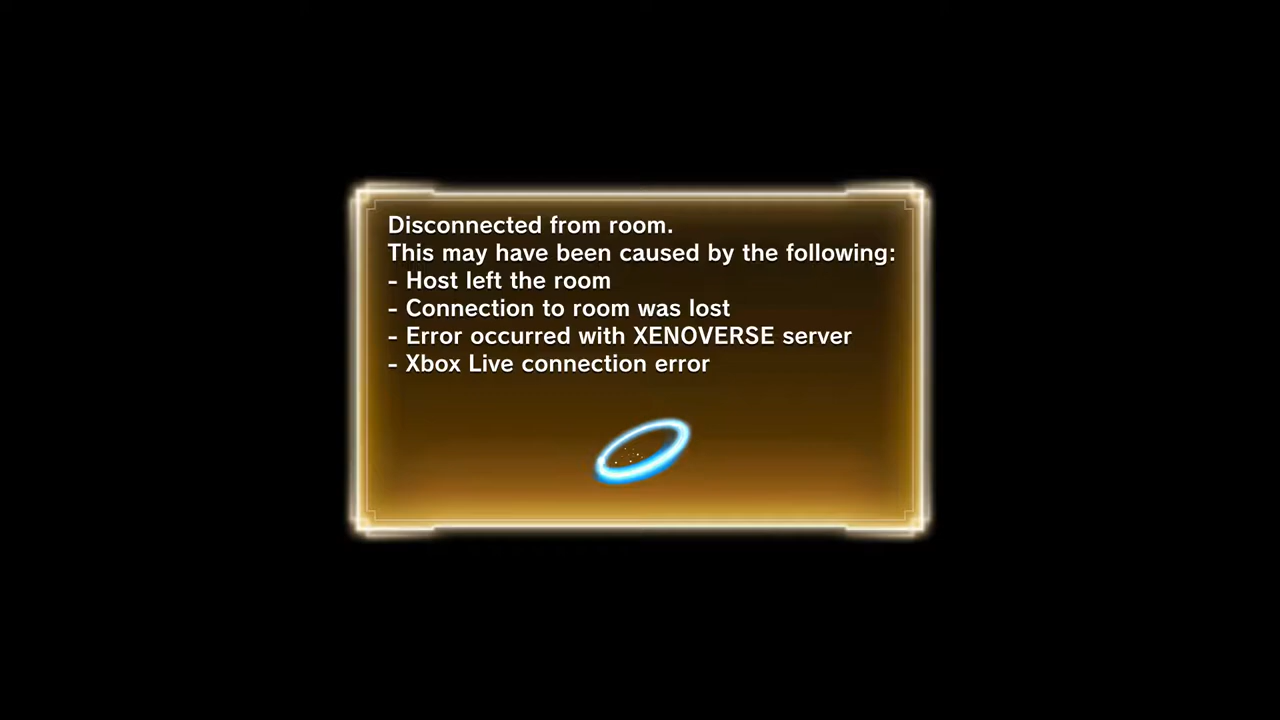 Disconnected from room.
This may have been caused by the following:
- Host left the room
- Connection to room was lost
- Error occurred with XENOVERSE server
- Xbox Live connection error